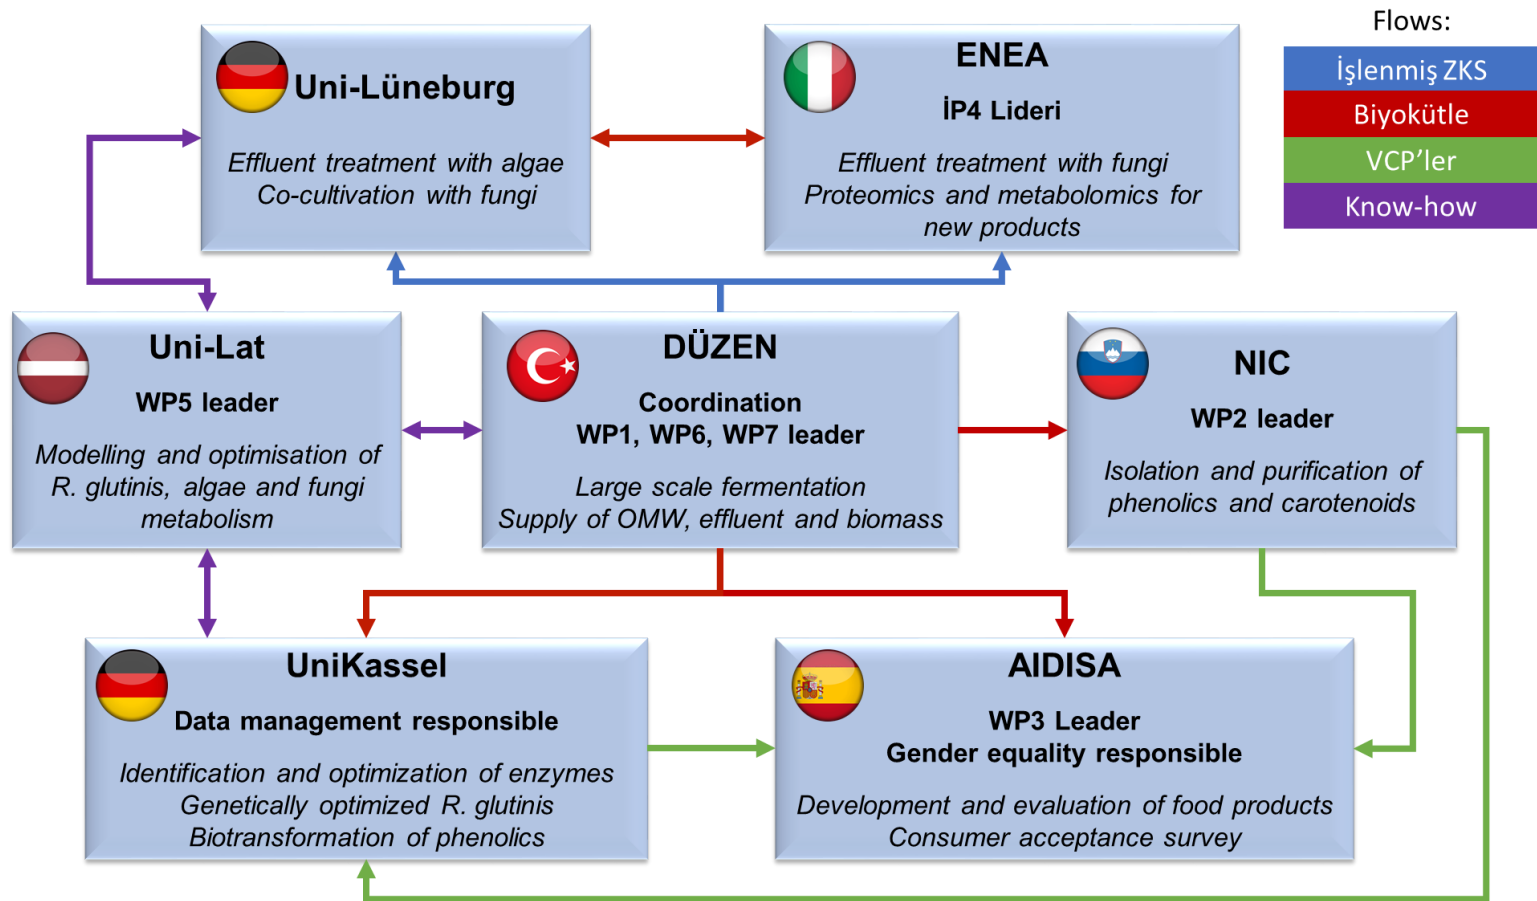 Flows:
İşlenmiş ZKS
Biyokütle
VCP’ler
Know-how
Uni-Lüneburg
Effluent treatment with algae
Co-cultivation with fungi
ENEA
İP4 Lideri
Effluent treatment with fungi
Proteomics and metabolomics for
new products
Uni-Lat
WP5 leader
Modelling and optimisation of
R. glutinis, algae and fungi
metabolism
DÜZEN
Coordination
WP1, WP6, WP7 leader
Large scale fermentation
Supply of OMW, effluent and biomass
NIC
WP2 leader
Isolation and purification of
phenolics and carotenoids
UniKassel
Data management responsible
Identification and optimization of enzymes
Genetically optimized R. glutinis
Biotransformation of phenolics
AIDISA
WP3 Leader
Gender equality responsible
Development and evaluation of food products
Consumer acceptance survey